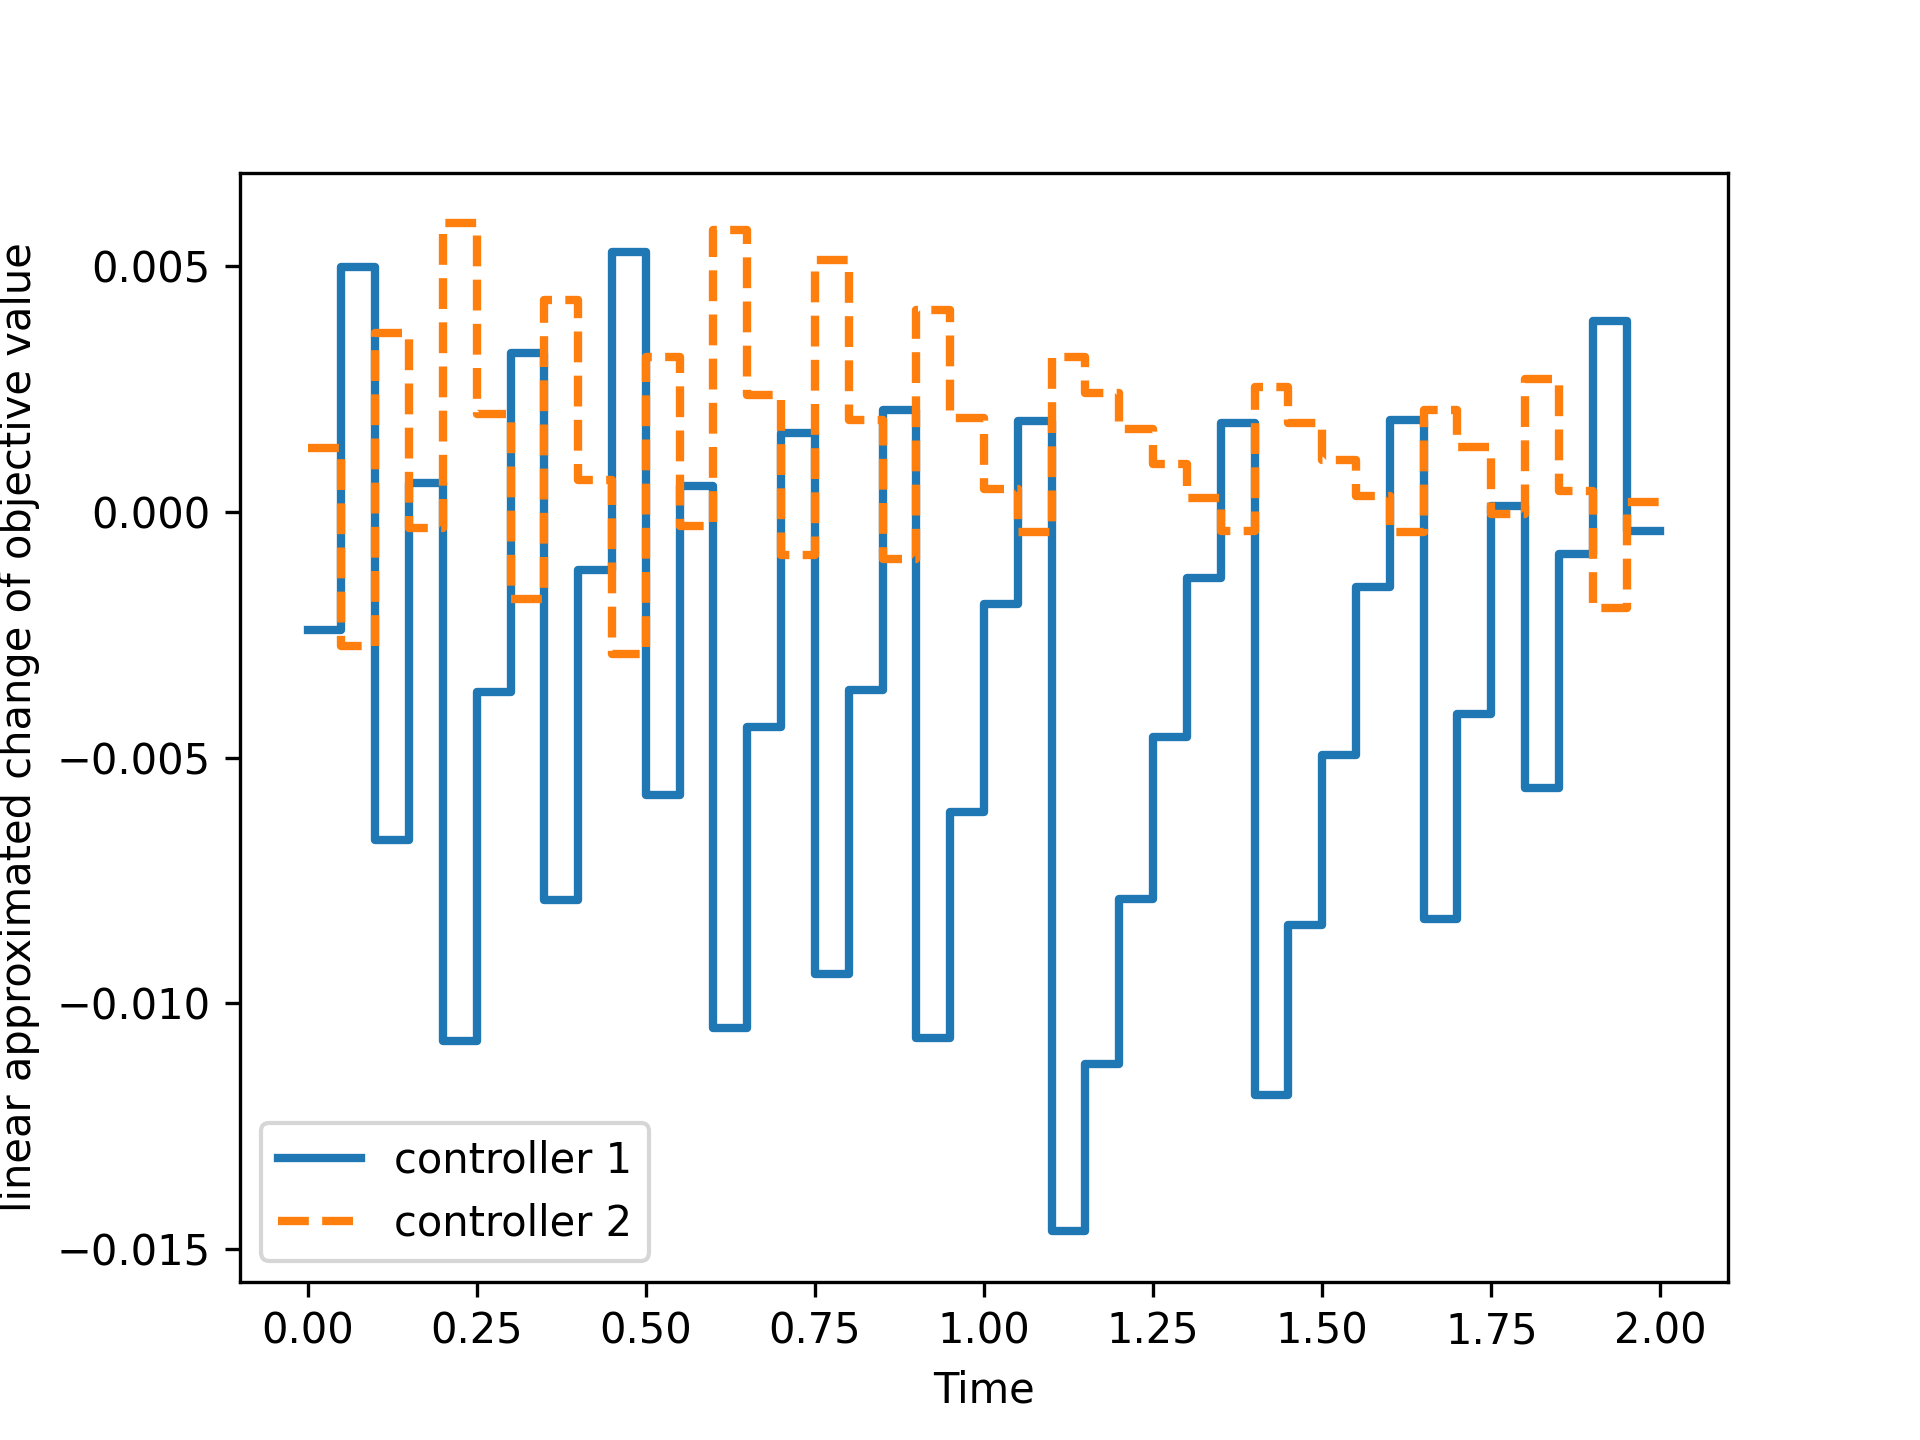 linear approximated change of objective value
0.005
0.000
−0.005
−0.010
−0.015
controller 1
controller 2
0.00 0.25 0.50 0.75 1.00 1.25 1.50 1.75 2.00
Time